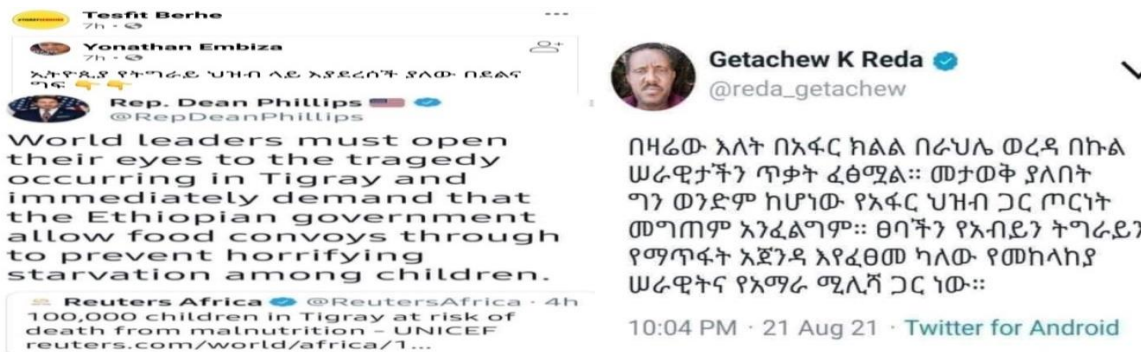 Tesfit Berhe
7h
Yonathan Embiza
7h
ኢትዮጲያ የትግራይ ህዝብ ላይ እያደረሰች ያለው በደልና
ግፍ 👇 👇
Rep. Dean Phillips 🇺🇸
@RepDeanPhillips
World leaders must open
their eyes to the tragedy
occurring in Tigray and
immediately demand that
the Ethiopian government
allow food convoys through
to prevent horrifying
starvation among children.
Reuters Africa @ReutersAfrica · 4h
100,000 children in Tigray at risk of
death from malnutrition - UNICEF
reuters.com/world/africa/1...
Getachew K Reda
@reda_getachew
በዛሬው እለት በአፋር ክልል በራህሌ ወረዳ በኩል
ሠራዊታችን ጥቃት ፈፅሟል። መታወቅ ያለበት
ግን ወንድም ከሆነው የአፋር ህዝብ ጋር ጦርነት
መግጠም አንፈልግም። ፀባችን የአብይን ትግራይን
የማጥፋት አጀንዳ እየፈፀመ ካለው የመከላከያ
ሠራዊትና የአማራ ሚሊሻ ጋር ነው።
10:04 PM · 21 Aug 21 · Twitter for Android